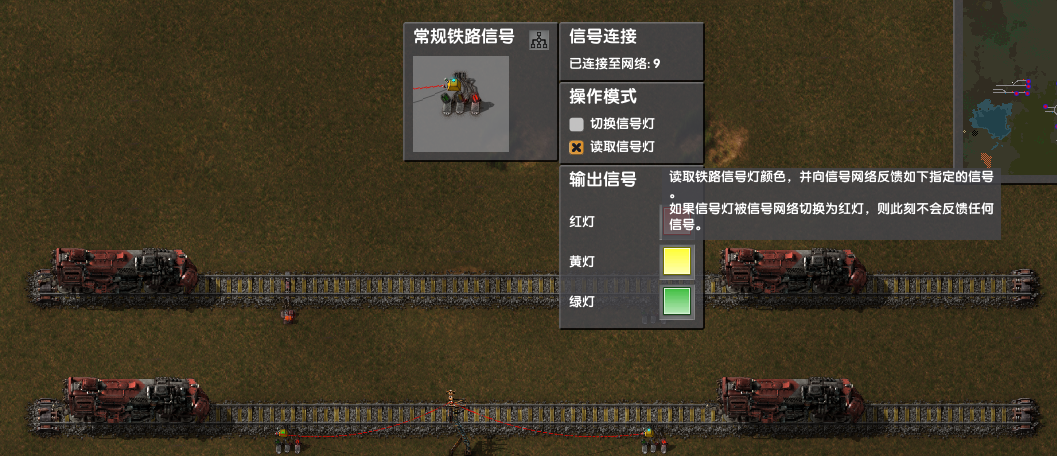 常规铁路信号
信号连接
已连接至网络: 9
操作模式
切换信号灯
读取信号灯
输出信号
红灯
黄灯
绿灯
读取铁路信号灯颜色，并向信号网络反馈如下指定的信号
。
如果信号灯被信号网络切换为红灯，则此刻不会反馈任何
信号。